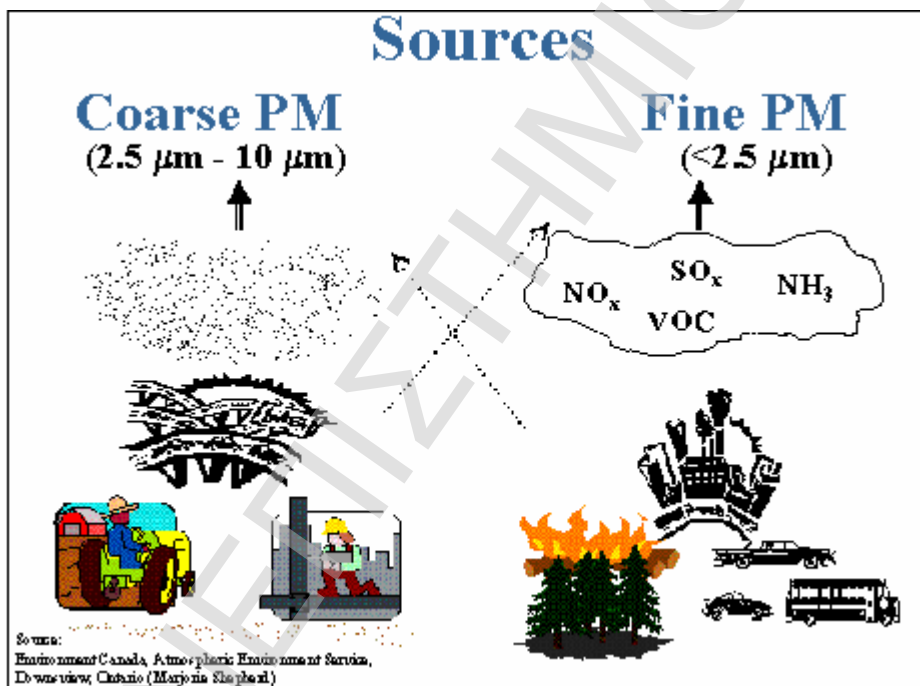 Sources
Coarse PM
(2.5 μm - 10 μm)
Fine PM
(<2.5 μm)
NOₓ
SOₓ
VOC
NH₃
Source:
Environment Canada, Atmospheric Environment Service,
Downsview, Ontario (Marjorie Shepherd)